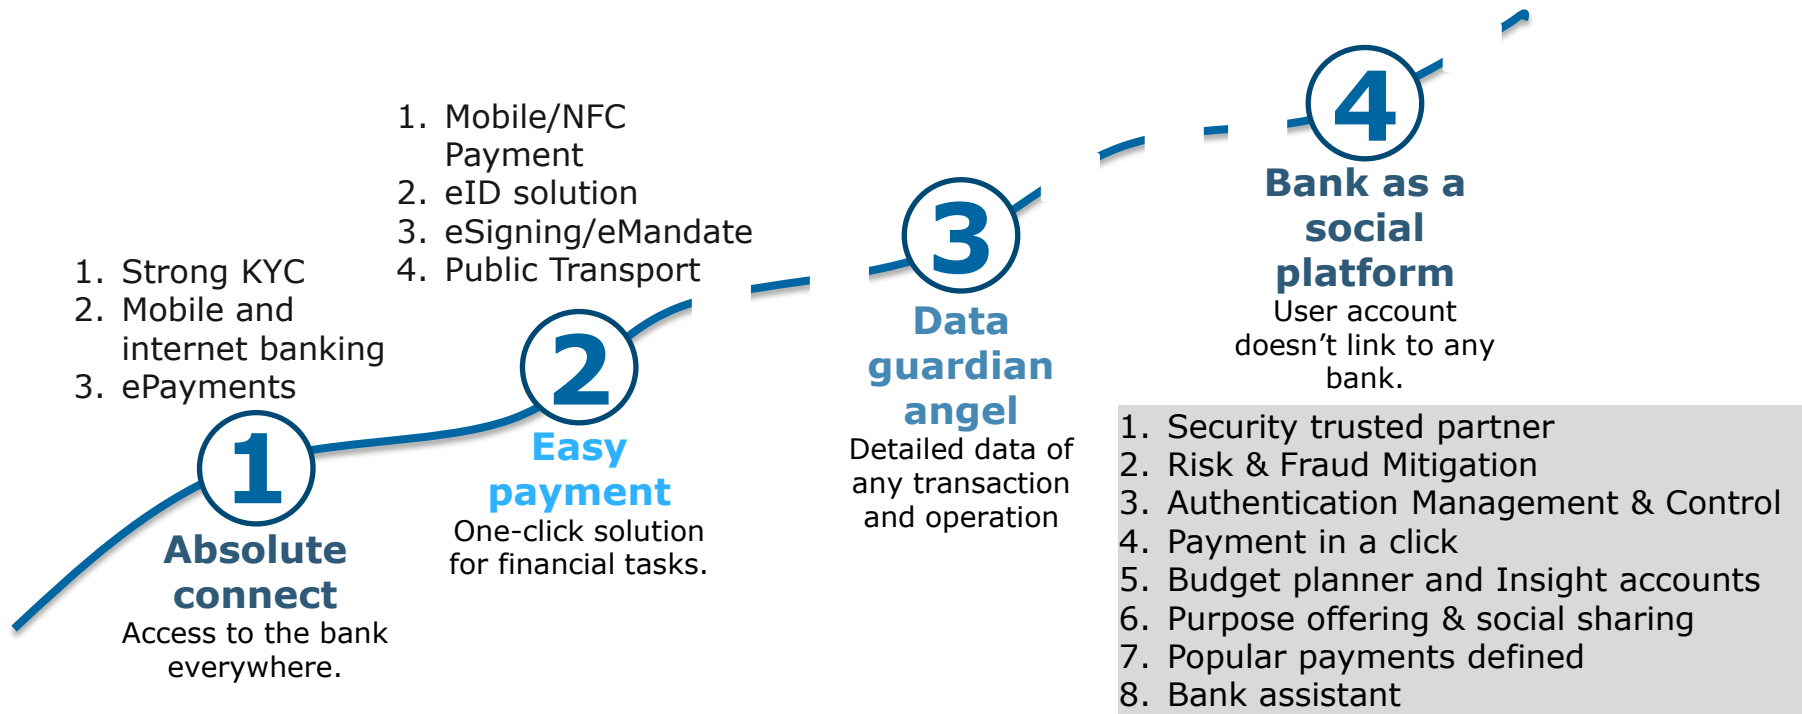 1. Strong KYC
2. Mobile and
internet banking
3. ePayments
1
Absolute
connect
Access to the bank
everywhere.
1. Mobile/NFC
Payment
2. eID solution
3. eSigning/eMandate
4. Public Transport
2
Easy
payment
One-click solution
for financial tasks.
3
Data
guardian
angel
Detailed data of
any transaction
and operation
4
Bank as a
social
platform
User account
doesn’t link to any
bank.
1. Security trusted partner
2. Risk & Fraud Mitigation
3. Authentication Management & Control
4. Payment in a click
5. Budget planner and Insight accounts
6. Purpose offering & social sharing
7. Popular payments defined
8. Bank assistant